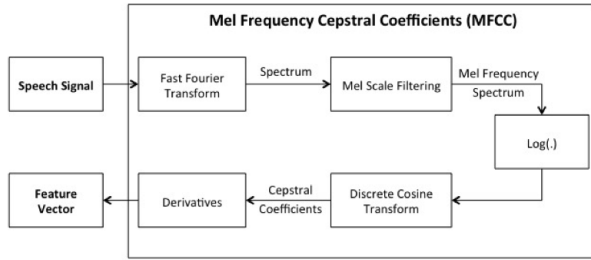 Mel Frequency Cepstral Coefficients (MFCC)
Speech Signal
Fast Fourier
Transform
Spectrum
Mel Scale Filtering
Mel Frequency
Spectrum
Log(.)
Feature
Vector
Derivatives
Cepstral
Coefficients
Discrete Cosine
Transform